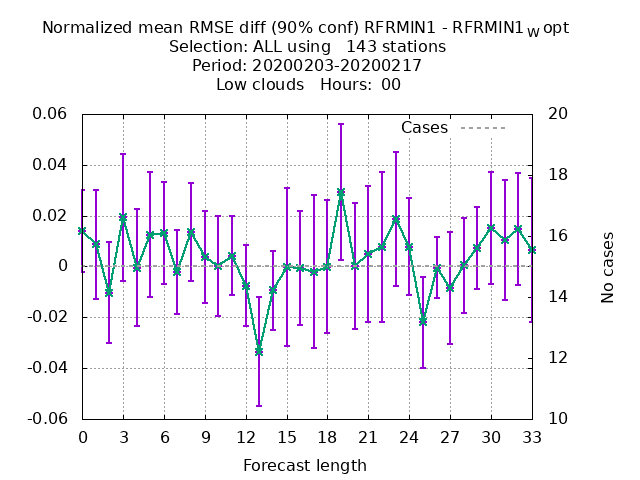 Normalized mean RMSE diff (90% conf) RFRMIN1 - RFRMIN1W opt
Selection: ALL using 143 stations
Period: 20200203-20200217
Low clouds Hours: 00
0.06
0.04
0.02
0
-0.02
-0.04
-0.06
Cases
20
18
16
14
12
10
No cases
0 3 6 9 12 15 18 21 24 27 30 33
Forecast length